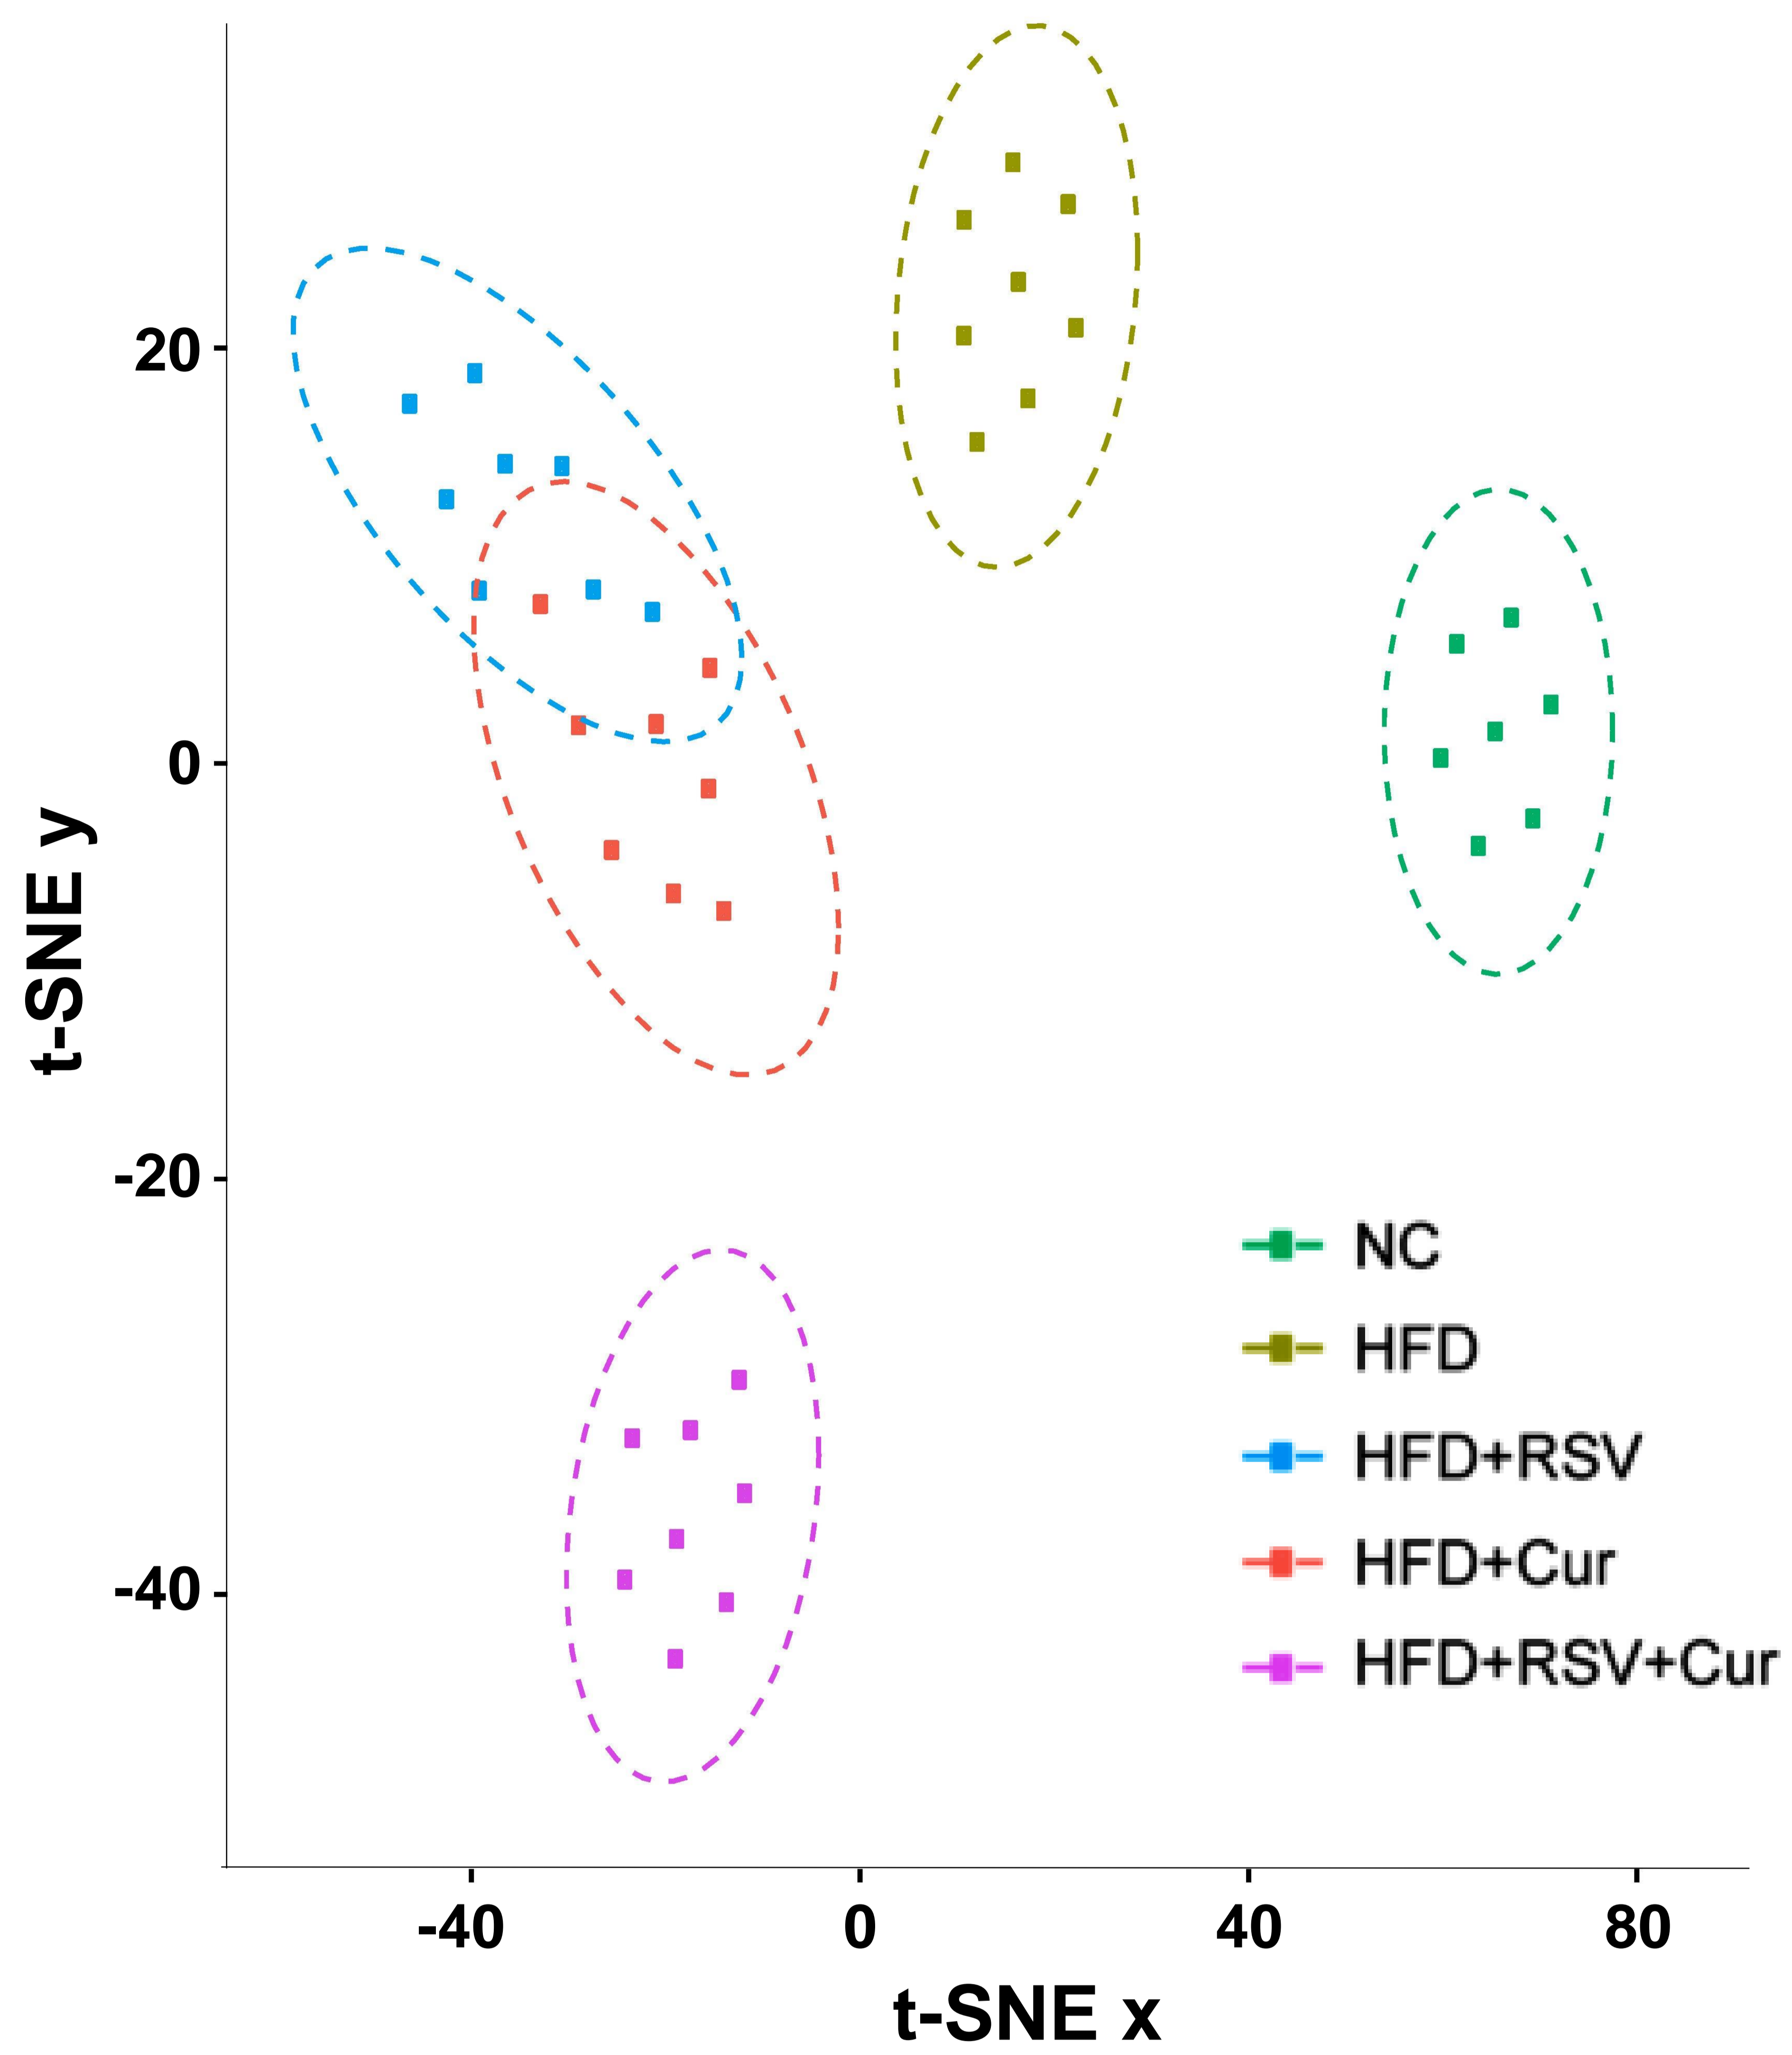 20
0
-20
-40
t-SNE y
NC
HFD
HFD+RSV
HFD+Cur
HFD+RSV+Cur
-40 0 40 80
t-SNE x